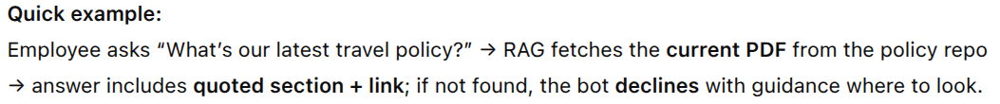 Quick example:
Employee asks “What’s our latest travel policy?” → RAG fetches the current PDF from the policy repo
→ answer includes quoted section + link; if not found, the bot declines with guidance where to look.